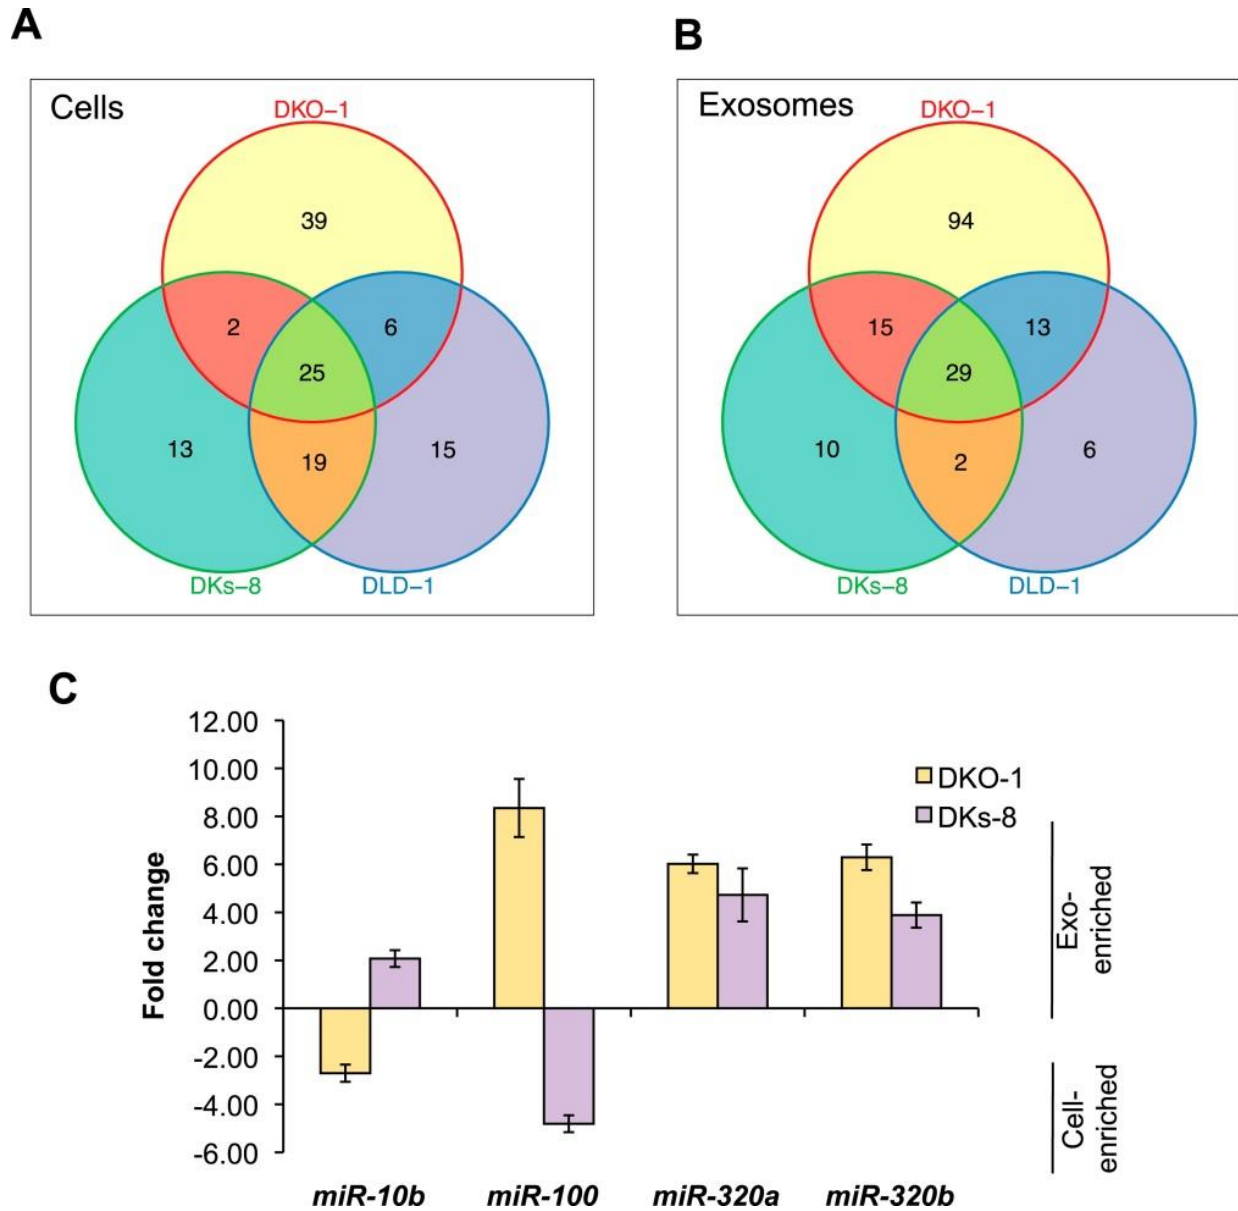 A
Cells
DKO–1
39
2
6
25
13
19
15
DKs–8
DLD–1
B
Exosomes
DKO–1
94
15
13
29
10
2
6
DKs–8
DLD–1
C
Fold change
12.00
10.00
8.00
6.00
4.00
2.00
0.00
-2.00
-4.00
-6.00
DKO-1
DKs-8
Exo-
enriched
Cell-
enriched
miR-10b
miR-100
miR-320a
miR-320b